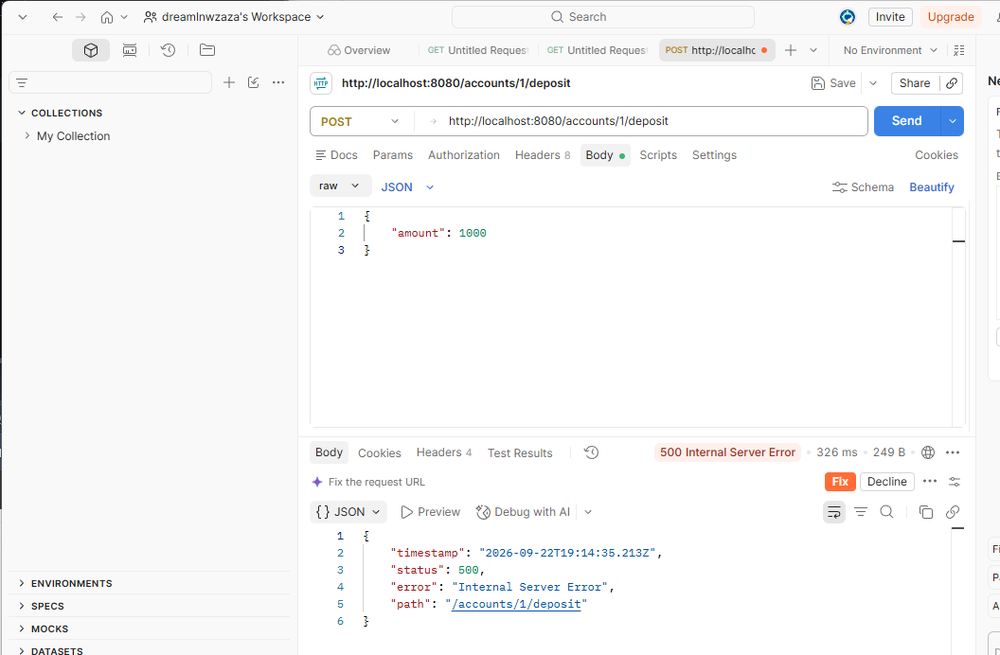 dreamlnwzaza's Workspace
Search
Invite
Upgrade
Overview
GET Untitled Reques
GET Untitled Reques
POST http://localhc
No Environment
HTTP
http://localhost:8080/accounts/1/deposit
Save
Share
COLLECTIONS
My Collection
POST
http://localhost:8080/accounts/1/deposit
Send
Docs
Params
Authorization
Headers 8
Body
Scripts
Settings
Cookies
raw
JSON
Schema
Beautify
1 {
2 "amount": 1000
3 }
Body
Cookies
Headers 4
Test Results
500 Internal Server Error
326 ms
249 B
Fix the request URL
Fix
Decline
{} JSON
Preview
Debug with AI
1 {
2 "timestamp": "2026-09-22T19:14:35.213Z",
3 "status": 500,
4 "error": "Internal Server Error",
5 "path": "/accounts/1/deposit"
6 }
ENVIRONMENTS
SPECS
MOCKS
DATASETS